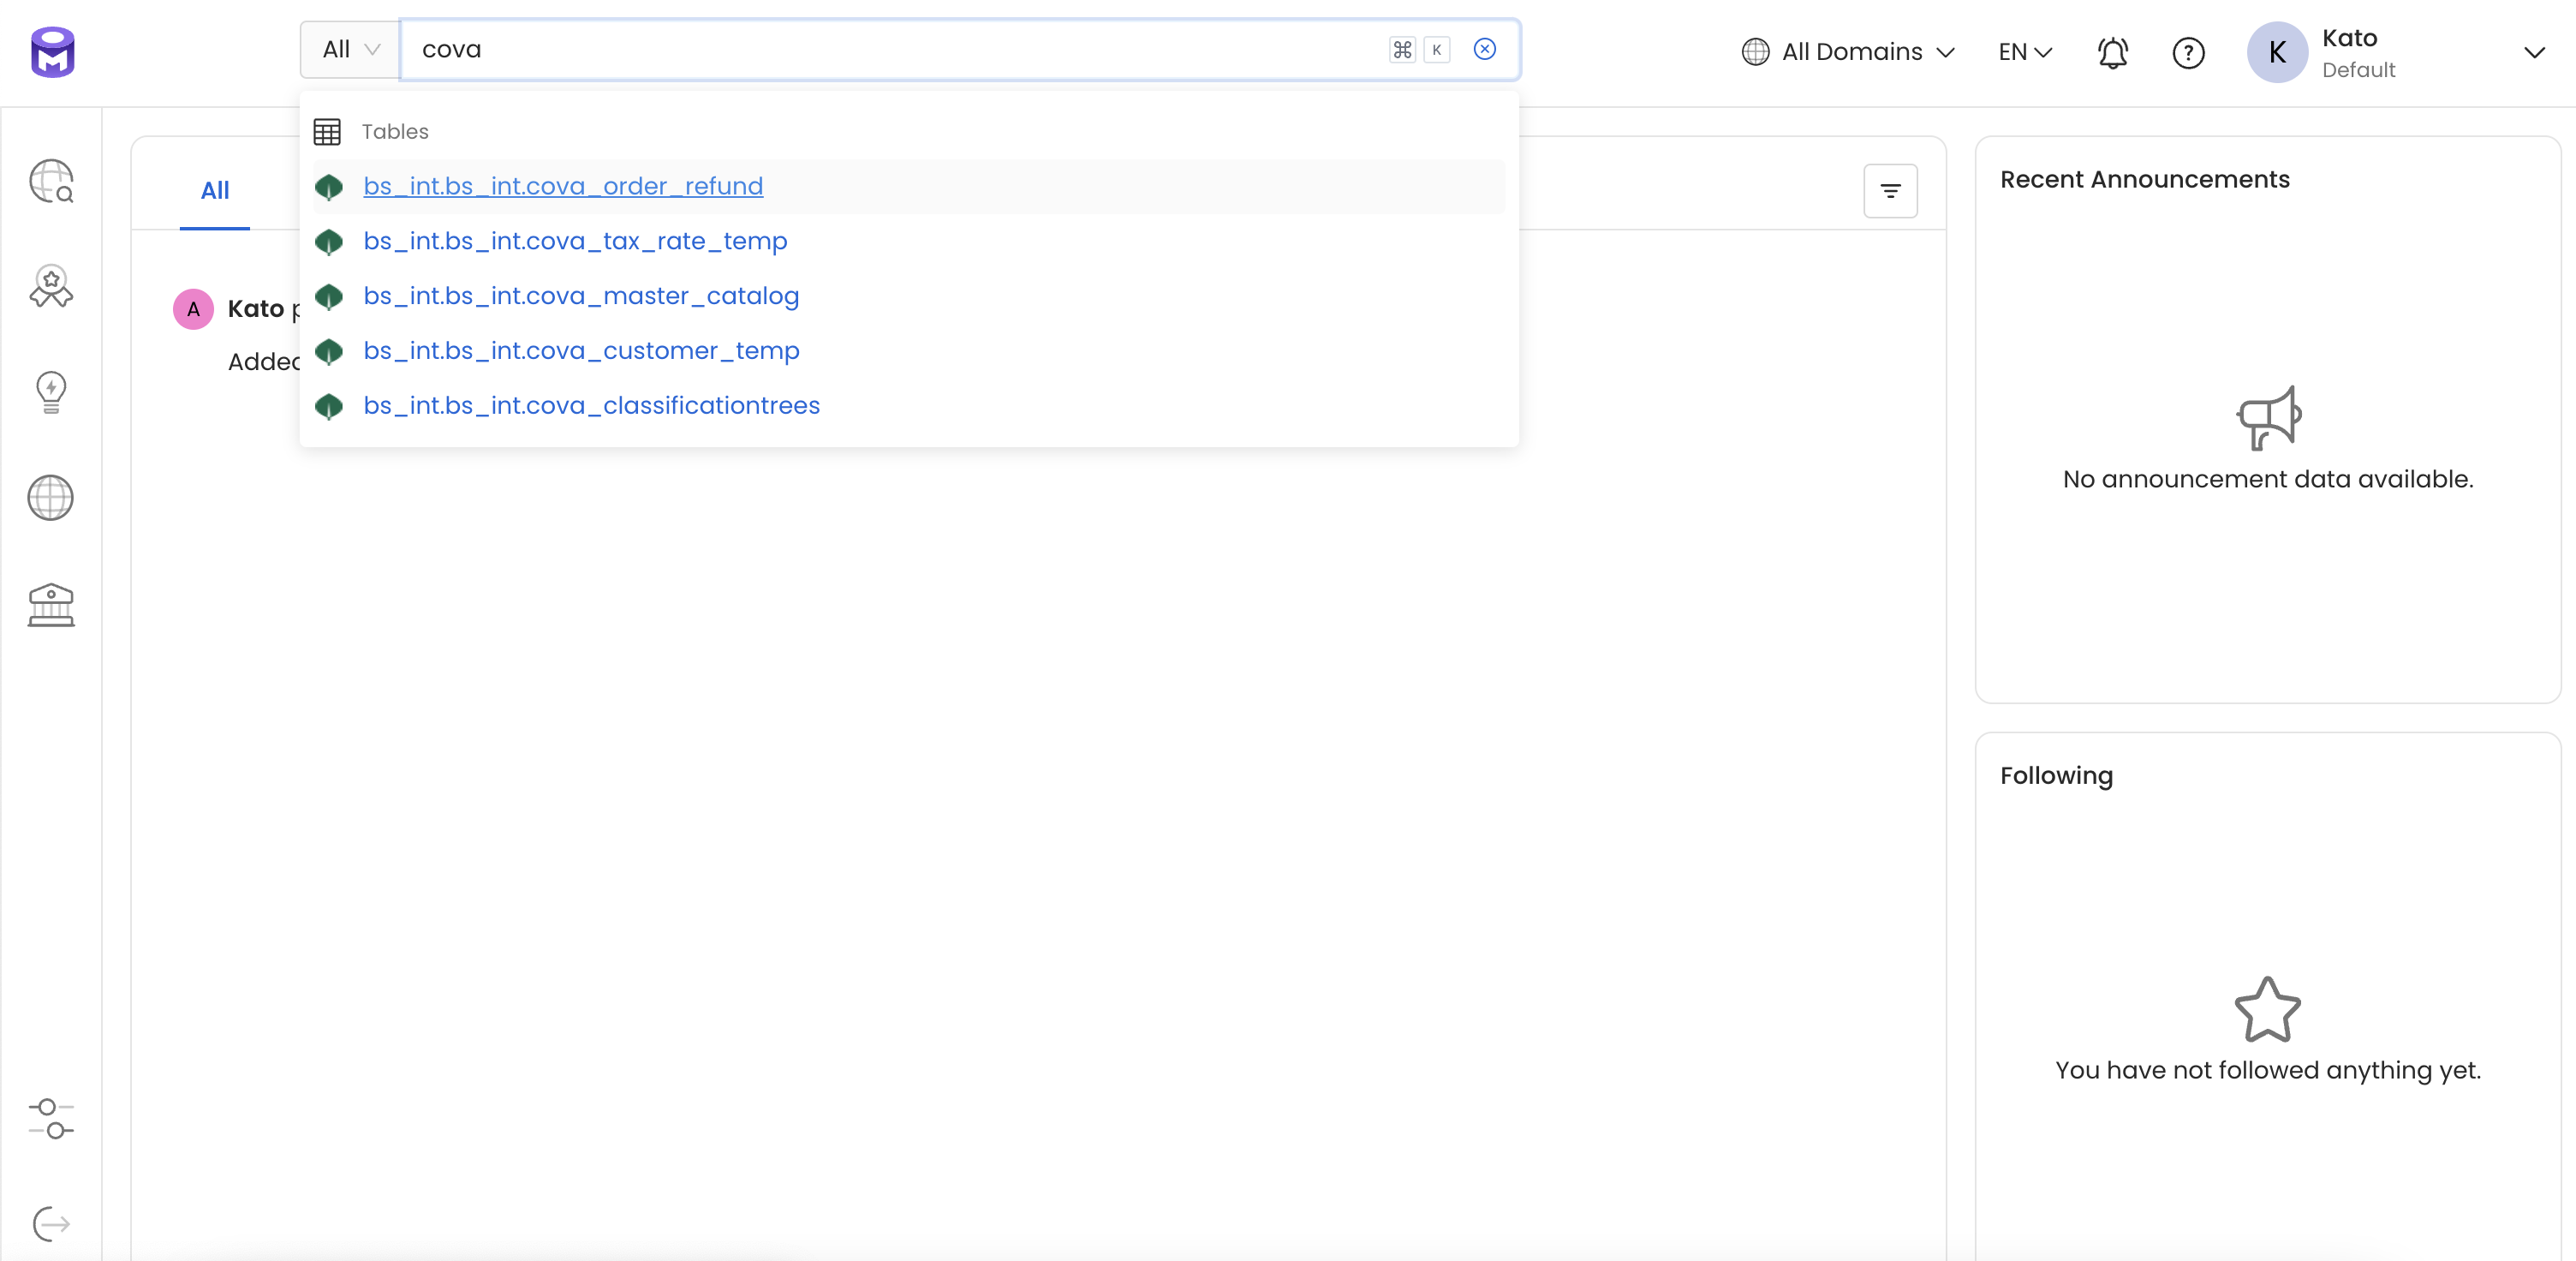 All
cova
⌘ K
All Domains
EN
?
K
Kato
Default
Tables
bs_int.bs_int.cova_order_refund
bs_int.bs_int.cova_tax_rate_temp
bs_int.bs_int.cova_master_catalog
bs_int.bs_int.cova_customer_temp
bs_int.bs_int.cova_classificationtrees
All
A
Kato p
Added
Recent Announcements
No announcement data available.
Following
You have not followed anything yet.